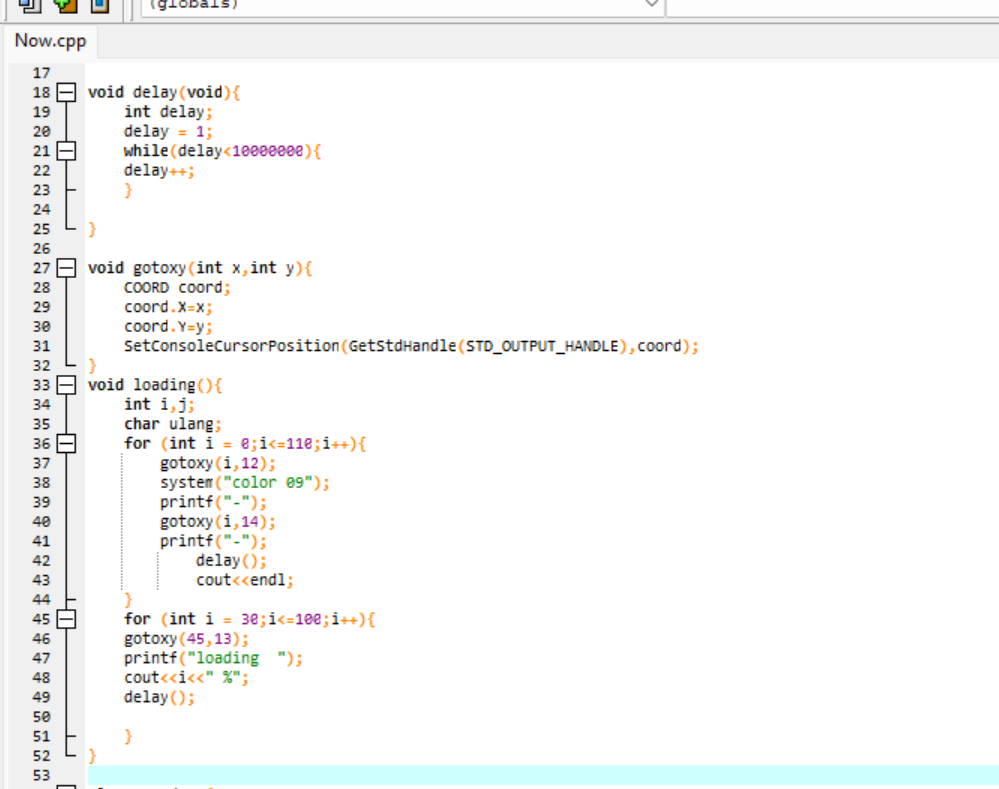 (globals)
Now.cpp
17
18 void delay(void){
19 int delay;
20 delay = 1;
21 while(delay<10000000){
22 delay++;
23 }
24
25 }
26
27 void gotoxy(int x,int y){
28 COORD coord;
29 coord.X=x;
30 coord.Y=y;
31 SetConsoleCursorPosition(GetStdHandle(STD_OUTPUT_HANDLE),coord);
32 }
33 void loading(){
34 int i,j;
35 char ulang;
36 for (int i = 0;i<=110;i++){
37 gotoxy(i,12);
38 system("color 09");
39 printf("-");
40 gotoxy(i,14);
41 printf("-");
42 delay();
43 cout<<endl;
44 }
45 for (int i = 30;i<=100;i++){
46 gotoxy(45,13);
47 printf("loading  ");
48 cout<<i<<" %";
49 delay();
50
51 }
52 }
53